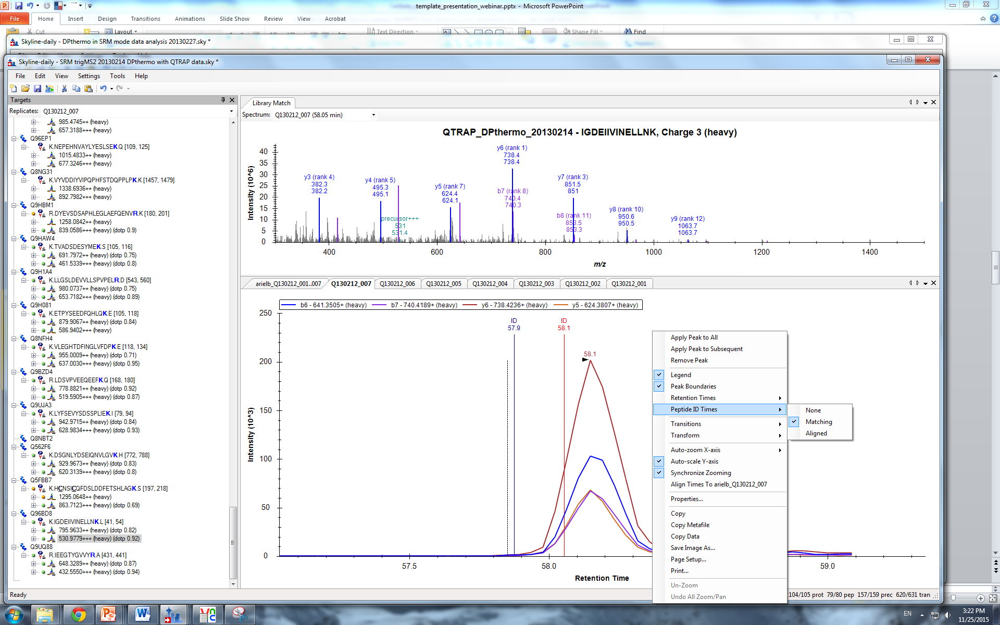 template_presentation_webinar.pptx - Microsoft PowerPoint
File Home Insert Design Transitions Animations Slide Show Review View Acrobat
Cut Layout Text Direction Shape Fill Find
Skyline-daily - DPthermo in SRM mode data analysis 20130227.sky *
Skyline-daily - SRM trigMS2 20130214 DPthermo with QTRAP data.sky *
File Edit View Settings Tools Help
Targets
Replicates: Q130212_007
985.4745++ (heavy)
657.3188+++ (heavy)
Q96EP1
K.NEPEHNVAYLYESLSEK.Q [109, 125]
1015.4833++ (heavy)
677.3246+++ (heavy)
Q8NG31
K.VYVDDIYVIPQPHFSTDQPPLPK.K [1457, 1479]
1338.6936++ (heavy)
892.7982+++ (heavy)
Q9HBM1
R.DYEVSDSAPHLEGLAEFQENVR.K [180, 201]
1258.0842++ (heavy)
839.0586+++ (heavy) (dotp 0.9)
Q9HAW4
K.TVADSDESYMEK.S [105, 116]
691.7972++ (heavy) (dotp 0.75)
461.5339+++ (heavy) (dotp 0.8)
Q9H1A4
K.LLGSLDEVVLLSPVPELR.D [543, 560]
980.0737++ (heavy) (dotp 0.75)
653.7182+++ (heavy) (dotp 0.89)
Q9H081
K.ETPYSEEDFQHLQK.E [105, 118]
879.9067++ (heavy) (dotp 0.84)
586.9402+++ (heavy)
Q8NFH4
K.VLEGHTDFINGLVFDPK.E [118, 134]
955.0009++ (heavy) (dotp 0.71)
637.0030+++ (heavy) (dotp 0.95)
Q9BZD4
R.LDSVPVEEQEEFK.Q [168, 180]
778.8821++ (heavy) (dotp 0.92)
519.5905+++ (heavy) (dotp 0.87)
Q9UJA3
K.LYFSEVYSDSSPLIEK.I [79, 94]
942.9715++ (heavy) (dotp 0.84)
628.9834+++ (heavy) (dotp 0.93)
Q8NBT2
Q562F6
K.DSGNLYDSEIQNVLGVK.H [772, 788]
929.9673++ (heavy) (dotp 0.83)
620.3139+++ (heavy) (dotp 0.8)
Q5FBB7
K.HCNSICQFDSLDDFETSHLAGK.S [197, 218]
1295.0648++ (heavy)
863.7123+++ (heavy) (dotp 0.69)
Q96BD8
K.IGDEIIVINELLNK.L [41, 54]
795.9633++ (heavy) (dotp 0.82)
530.9779+++ (heavy) (dotp 0.92)
Q9UQ88
R.IEEGTYGVVYR.A [431, 441]
648.3289++ (heavy) (dotp 0.87)
432.5550+++ (heavy) (dotp 0.94)
Library Match
Spectrum: Q130212_007 (58.05 min)
QTRAP_DPthermo_20130214 - IGDEIIVINELLNK, Charge 3 (heavy)
Intensity (10^6)
40
35
30
25
20
15
10
5
0
y3 (rank 4)
382.3
382.2
y4 (rank 5)
495.3
495.1
precursor+++
531
531.4
y5 (rank 7)
624.4
624.1
y6 (rank 1)
738.4
738.4
b7 (rank 8)
740.4
740.3
y7 (rank 3)
851.5
851
b8 (rank 11)
853.5
853.3
y8 (rank 10)
950.6
950.5
y9 (rank 12)
1063.7
1063.7
400 600 800 1000 1200 1400
m/z
arielb_Q130212_001..007 Q130212_007 Q130212_006 Q130212_005 Q130212_004 Q130212_003 Q130212_002 Q130212_001
b6 - 641.3505+ (heavy) b7 - 740.4189+ (heavy) y6 - 738.4236+ (heavy) y5 - 624.3807+ (heavy)
Intensity (10^3)
250
200
150
100
50
0
ID
57.9
ID
58.1
58.1
57.5 58.0 59.0
Retention Time
Apply Peak to All
Apply Peak to Subsequent
Remove Peak
Legend
Peak Boundaries
Retention Times
Peptide ID Times
Transitions
Transform
Auto-zoom X-axis
Auto-scale Y-axis
Synchronize Zooming
Align Times To arielb_Q130212_007
Properties...
Copy
Copy Metafile
Copy Data
Save Image As...
Page Setup...
Print...
Un-Zoom
Undo All Zoom/Pan
None
Matching
Aligned
Ready
104/105 prot 79/80 pep 157/159 prec 620/631 tran
EN
3:22 PM
11/25/2015